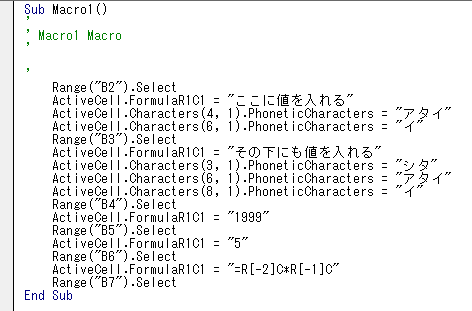 Sub Macro1()
'
' Macro1 Macro
'

'
Range("B2").Select
ActiveCell.FormulaR1C1 = "ここに値を入れる"
ActiveCell.Characters(4, 1).PhoneticCharacters = "アタイ"
ActiveCell.Characters(6, 1).PhoneticCharacters = "イ"
Range("B3").Select
ActiveCell.FormulaR1C1 = "その下にも値を入れる"
ActiveCell.Characters(3, 1).PhoneticCharacters = "シタ"
ActiveCell.Characters(6, 1).PhoneticCharacters = "アタイ"
ActiveCell.Characters(8, 1).PhoneticCharacters = "イ"
Range("B4").Select
ActiveCell.FormulaR1C1 = "1999"
Range("B5").Select
ActiveCell.FormulaR1C1 = "5"
Range("B6").Select
ActiveCell.FormulaR1C1 = "=R[-2]C*R[-1]C"
Range("B7").Select
End Sub